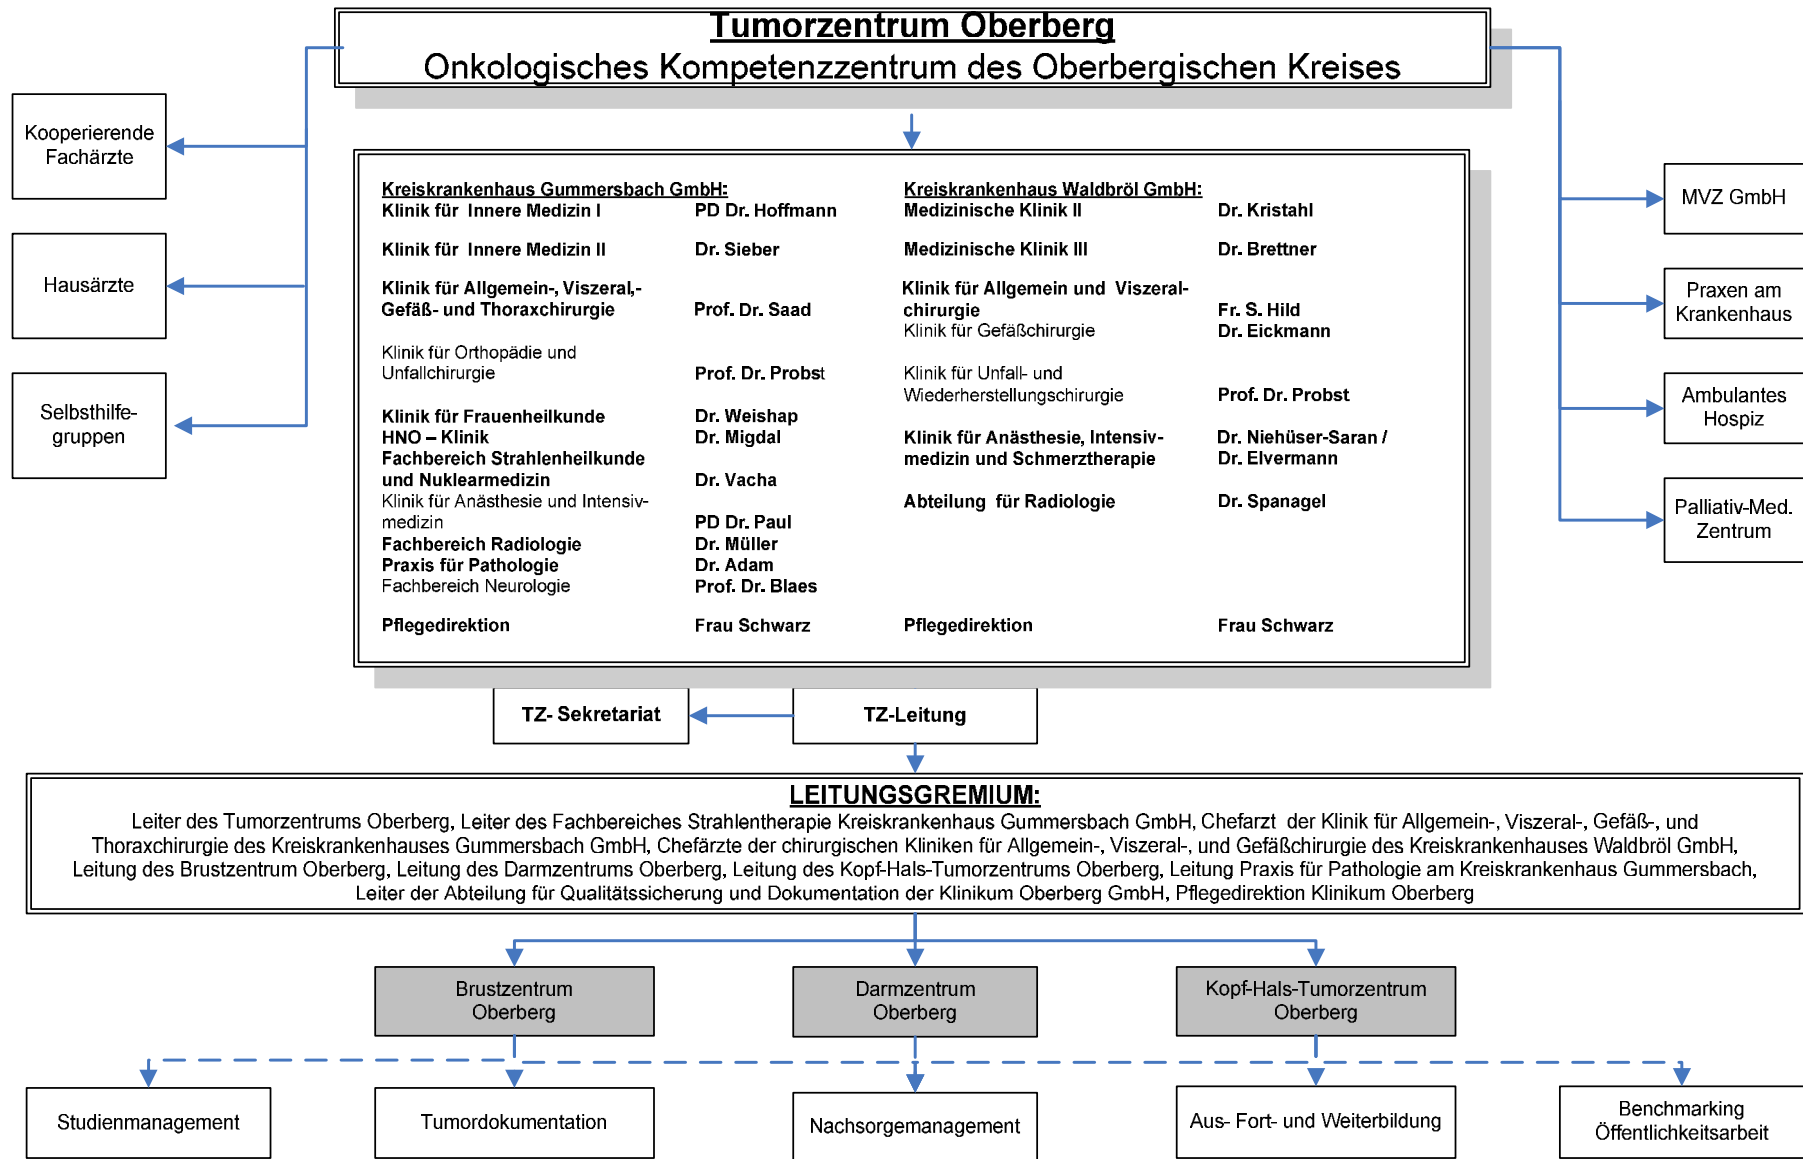 Tumorzentrum Oberberg
Onkologisches Kompetenzzentrum des Oberbergischen Kreises
Kooperierende
Fachärzte
Hausärzte
Selbsthilfe-
gruppen
Kreiskrankenhaus Gummersbach GmbH:
Klinik für Innere Medizin I PD Dr. Hoffmann
Klinik für Innere Medizin II Dr. Sieber
Klinik für Allgemein-, Viszeral,-
Gefäß- und Thoraxchirurgie Prof. Dr. Saad
Klinik für Orthopädie und
Unfallchirurgie Prof. Dr. Probst
Klinik für Frauenheilkunde Dr. Weishap
HNO – Klinik Dr. Migdal
Fachbereich Strahlenheilkunde
und Nuklearmedizin Dr. Vacha
Klinik für Anästhesie und Intensiv-
medizin PD Dr. Paul
Fachbereich Radiologie Dr. Müller
Praxis für Pathologie Dr. Adam
Fachbereich Neurologie Prof. Dr. Blaes
Pflegedirektion Frau Schwarz
Kreiskrankenhaus Waldbröl GmbH:
Medizinische Klinik II Dr. Kristahl
Medizinische Klinik III Dr. Brettner
Klinik für Allgemein und Viszeral-
chirurgie Fr. S. Hild
Klinik für Gefäßchirurgie Dr. Eickmann
Klinik für Unfall- und
Wiederherstellungschirurgie Prof. Dr. Probst
Klinik für Anästhesie, Intensiv- Dr. Niehüser-Saran /
medizin und Schmerztherapie Dr. Elvermann
Abteilung für Radiologie Dr. Spanagel
Pflegedirektion Frau Schwarz
MVZ GmbH
Praxen am
Krankenhaus
Ambulantes
Hospiz
Palliativ-Med.
Zentrum
TZ- Sekretariat
TZ-Leitung
LEITUNGSGREMIUM:
Leiter des Tumorzentrums Oberberg, Leiter des Fachbereiches Strahlentherapie Kreiskrankenhaus Gummersbach GmbH, Chefarzt der Klinik für Allgemein-, Viszeral-, Gefäß-, und
Thoraxchirurgie des Kreiskrankenhauses Gummersbach GmbH, Chefärzte der chirurgischen Kliniken für Allgemein-, Viszeral-, und Gefäßchirurgie des Kreiskrankenhauses Waldbröl GmbH,
Leitung des Brustzentrum Oberberg, Leitung des Darmzentrums Oberberg, Leitung des Kopf-Hals-Tumorzentrums Oberberg, Leitung Praxis für Pathologie am Kreiskrankenhaus Gummersbach,
Leiter der Abteilung für Qualitätssicherung und Dokumentation der Klinikum Oberberg GmbH, Pflegedirektion Klinikum Oberberg
Brustzentrum
Oberberg
Darmzentrum
Oberberg
Kopf-Hals-Tumorzentrum
Oberberg
Studienmanagement
Tumordokumentation
Nachsorgemanagement
Aus- Fort- und Weiterbildung
Benchmarking
Öffentlichkeitsarbeit